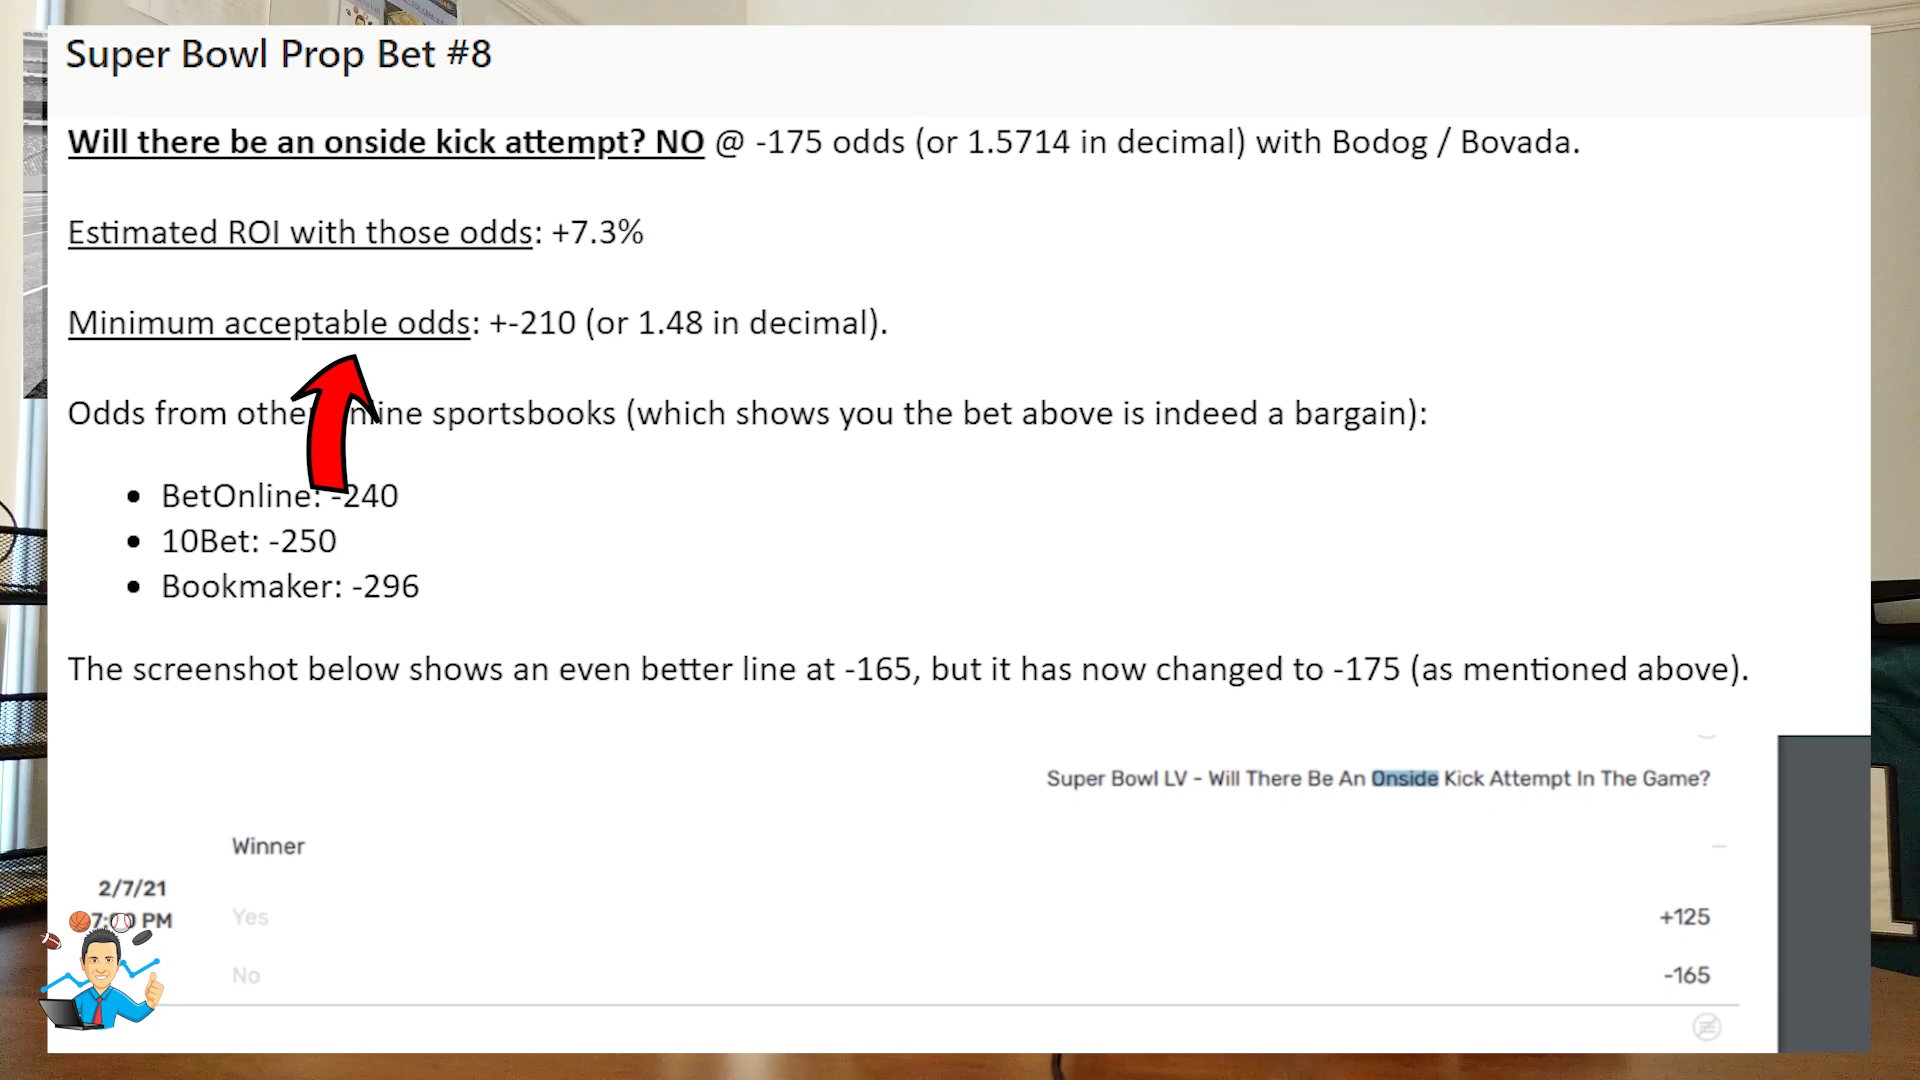 Super Bowl Prop Bet #8
Will there be an onside kick attempt? NO @ -175 odds (or 1.5714 in decimal) with Bodog / Bovada.
Estimated ROI with those odds: +7.3%
Minimum acceptable odds: +-210 (or 1.48 in decimal).
Odds from other online sportsbooks (which shows you the bet above is indeed a bargain):
• BetOnline: -240
• 10Bet: -250
• Bookmaker: -296
The screenshot below shows an even better line at -165, but it has now changed to -175 (as mentioned above).
Super Bowl LV - Will There Be An Onside Kick Attempt In The Game?
Winner
2/7/21
7:00 PM
Yes +125
No -165